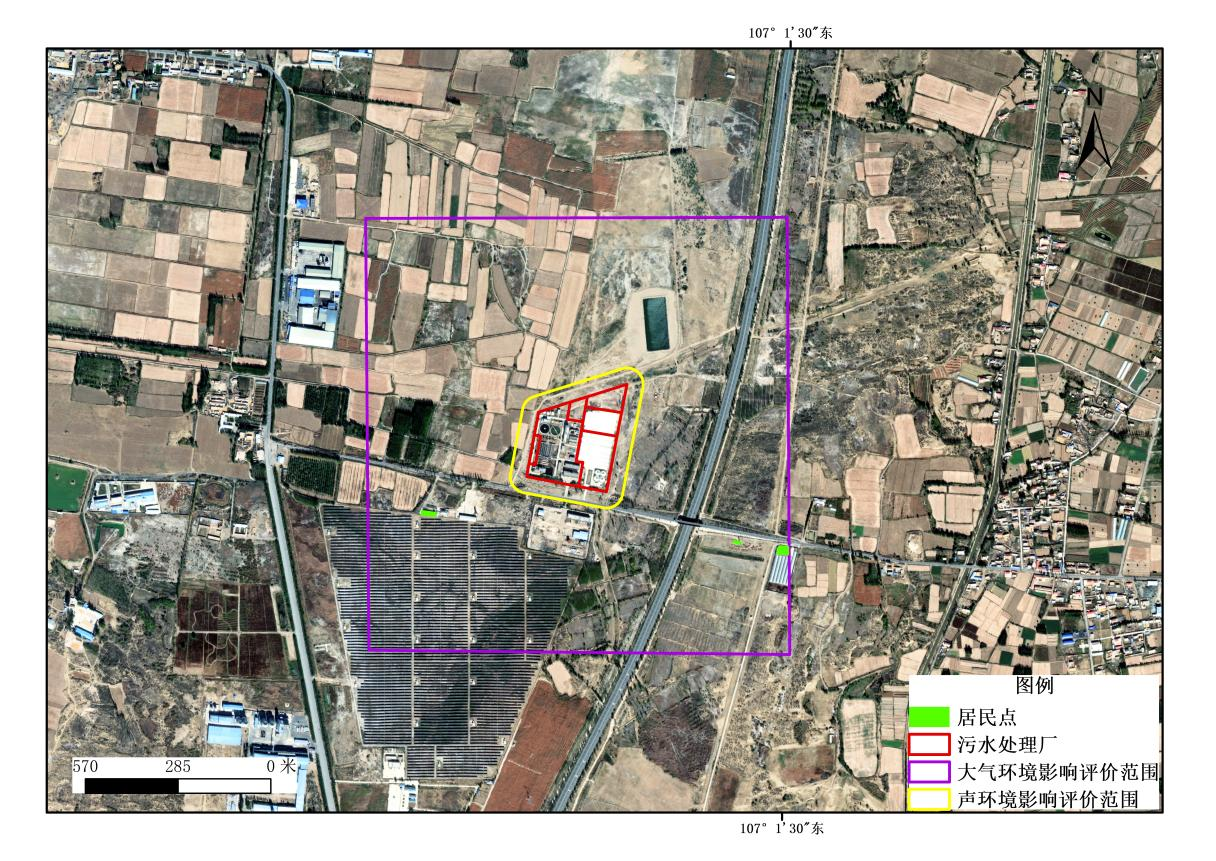 107° 1'30"东
N
图例
居民点
污水处理厂
大气环境影响评价范围
声环境影响评价范围
570 285 0 米
107° 1'30"东